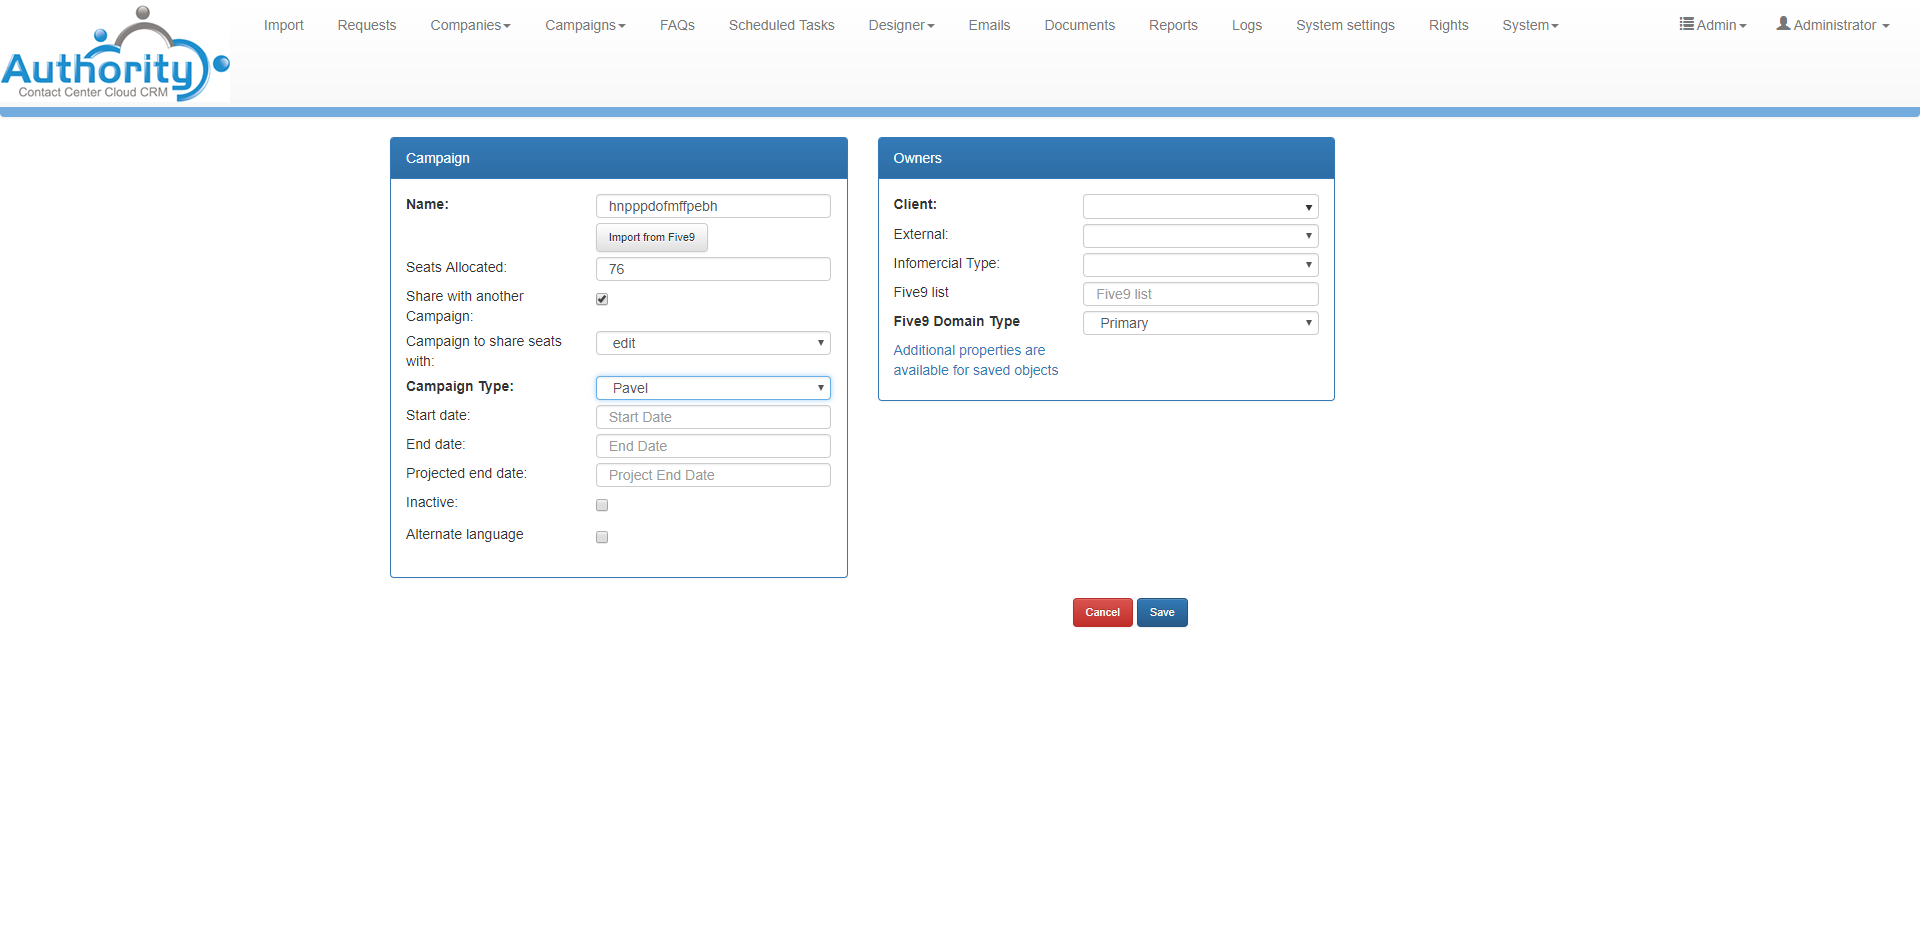 Authority
Contact Center Cloud CRM
Import
Requests
Companies
Campaigns
FAQs
Scheduled Tasks
Designer
Emails
Documents
Reports
Logs
System settings
Rights
System
Admin
Administrator
Campaign
Name:
hnpppdofmffpebh
Import from Five9
Seats Allocated:
76
Share with another
Campaign:
Campaign to share seats
with:
edit
Campaign Type:
Pavel
Start date:
Start Date
End date:
End Date
Projected end date:
Project End Date
Inactive:
Alternate language
Owners
Client:
External:
Infomercial Type:
Five9 list
Five9 list
Five9 Domain Type
Primary
Additional properties are
available for saved objects
Cancel
Save